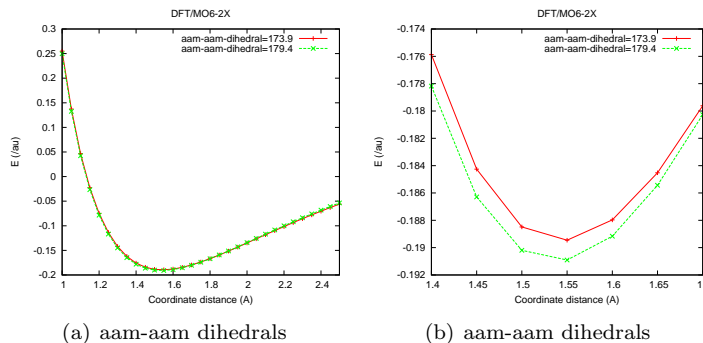 DFT/MO6-2X
aam-aam-dihedral=173.9
aam-aam-dihedral=179.4
0.3
0.25
0.2
0.15
0.1
0.05
0
-0.05
-0.1
-0.15
-0.2
E (/au)
1
1.2
1.4
1.6
1.8
2
2.2
2.4
Coordinate distance (A)
(a) aam-aam dihedrals
DFT/MO6-2X
aam-aam-dihedral=173.9
aam-aam-dihedral=179.4
-0.174
-0.176
-0.178
-0.18
-0.182
-0.184
-0.186
-0.188
-0.19
-0.192
E (/au)
1.4
1.45
1.5
1.55
1.6
1.65
Coordinate distance (A)
(b) aam-aam dihedrals